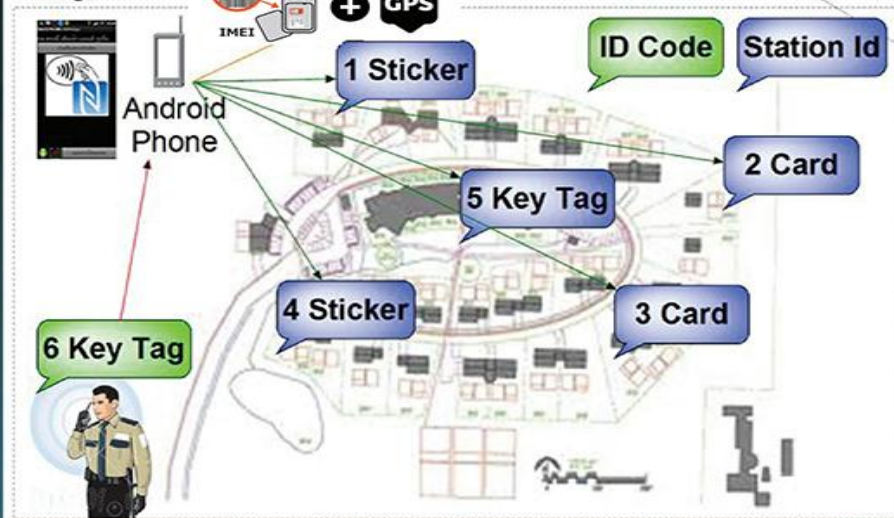 IMEI
GPS
1 Sticker
ID Code
Station Id
Android
Phone
2 Card
5 Key Tag
4 Sticker
3 Card
6 Key Tag